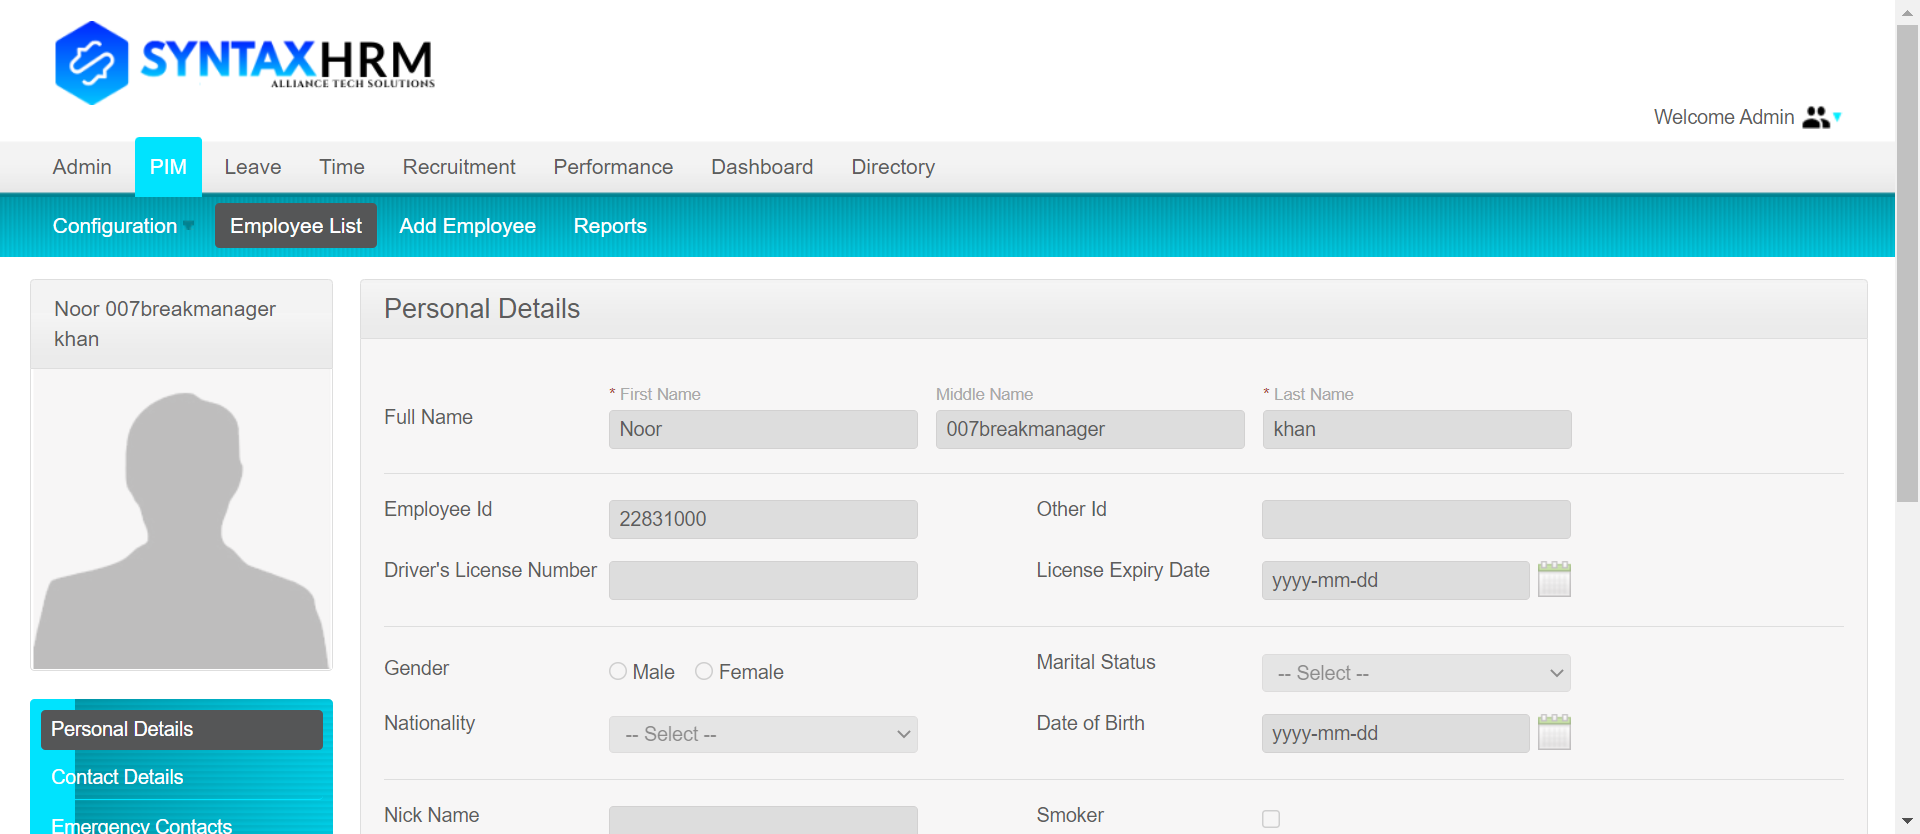 SYNTAXHRM
ALLIANCE TECH SOLUTIONS
Welcome Admin
Admin PIM Leave Time Recruitment Performance Dashboard Directory
Configuration Employee List Add Employee Reports
Noor 007breakmanager
khan
Personal Details
* First Name Middle Name * Last Name
Full Name
Noor 007breakmanager khan
Employee Id 22831000 Other Id
Driver's License Number License Expiry Date yyyy-mm-dd
Gender Male Female Marital Status -- Select --
Nationality -- Select -- Date of Birth yyyy-mm-dd
Nick Name Smoker
Personal Details
Contact Details
Emergency Contacts